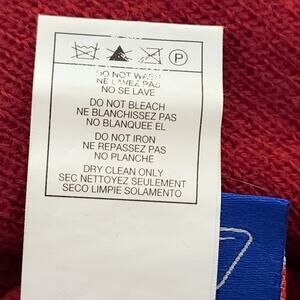 P
DO NOT WASH
NE LAVEZ PAS
NO SE LAVE
DO NOT BLEACH
NE BLANCHISSEZ PAS
NO BLANQUEE EL
DO NOT IRON
NE REPASSEZ PAS
NO PLANCHE
DRY CLEAN ONLY
SEC NETTOYEZ SEULEMENT
SECO LIMPIE SOLAMENTO